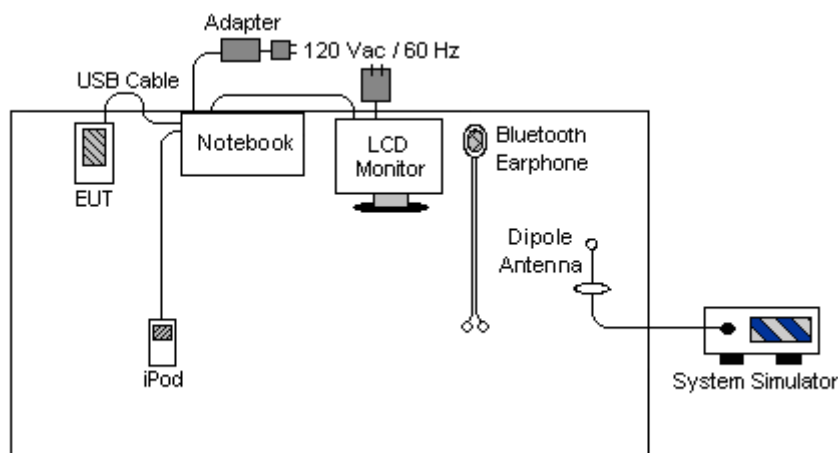 Adapter
120 Vac / 60 Hz
USB Cable
Notebook
LCD
Monitor
Bluetooth
Earphone
EUT
Dipole
Antenna
iPod
System Simulator